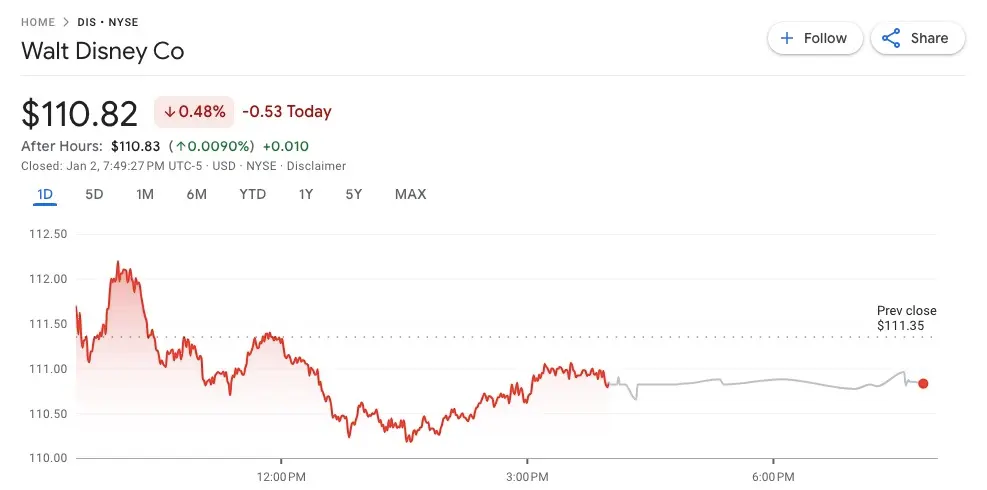 HOME > DIS • NYSE
Walt Disney Co
+ Follow
Share
$110.82 ↓0.48% -0.53 Today
After Hours: $110.83 (↑0.0090%) +0.010
Closed: Jan 2, 7:49:27 PM UTC-5 · USD · NYSE · Disclaimer
1D 5D 1M 6M YTD 1Y 5Y MAX
112.50
112.00
111.50
111.00
110.50
110.00
Prev close
$111.35
12:00 PM 3:00 PM 6:00 PM